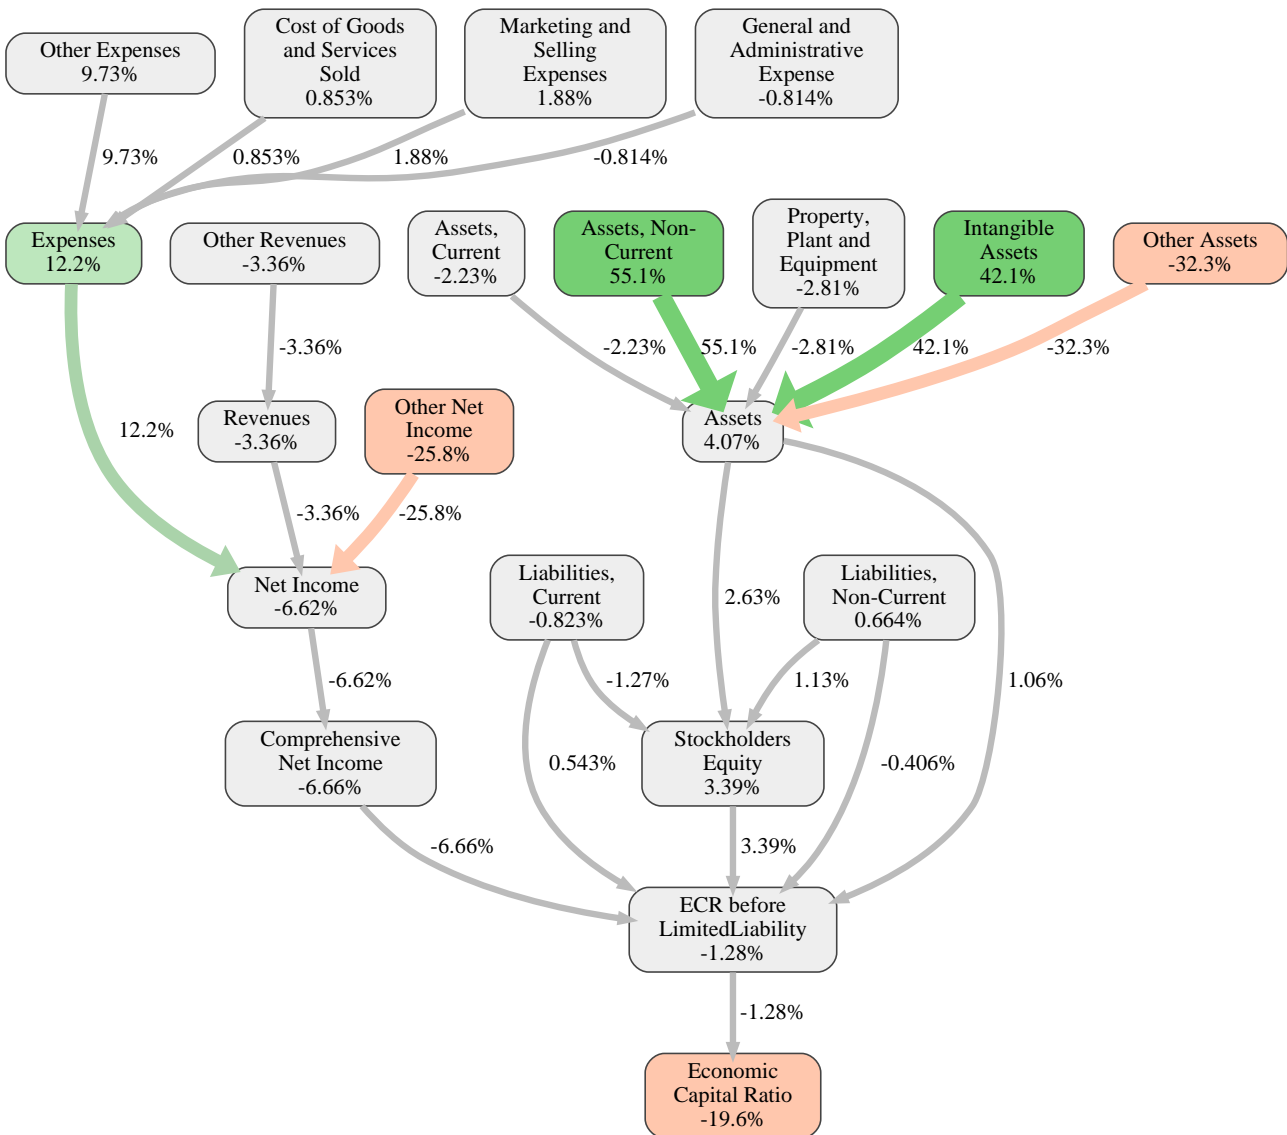 Other Expenses
9.73%
Cost of Goods
and Services
Sold
0.853%
Marketing and
Selling
Expenses
1.88%
General and
Administrative
Expense
-0.814%
9.73%
0.853%
1.88%
-0.814%
Expenses
12.2%
Other Revenues
-3.36%
Assets,
Current
-2.23%
Assets, Non-
Current
55.1%
Property,
Plant and
Equipment
-2.81%
Intangible
Assets
42.1%
Other Assets
-32.3%
-3.36%
-2.23%
55.1%
-2.81%
42.1%
-32.3%
12.2%
Revenues
-3.36%
Other Net
Income
-25.8%
Assets
4.07%
-3.36%
-25.8%
Net Income
-6.62%
Liabilities,
Current
-0.823%
2.63%
Liabilities,
Non-Current
0.664%
-6.62%
-1.27%
1.13%
1.06%
Comprehensive
Net Income
-6.66%
0.543%
Stockholders
Equity
3.39%
-0.406%
-6.66%
3.39%
ECR before
LimitedLiability
-1.28%
-1.28%
Economic
Capital Ratio
-19.6%